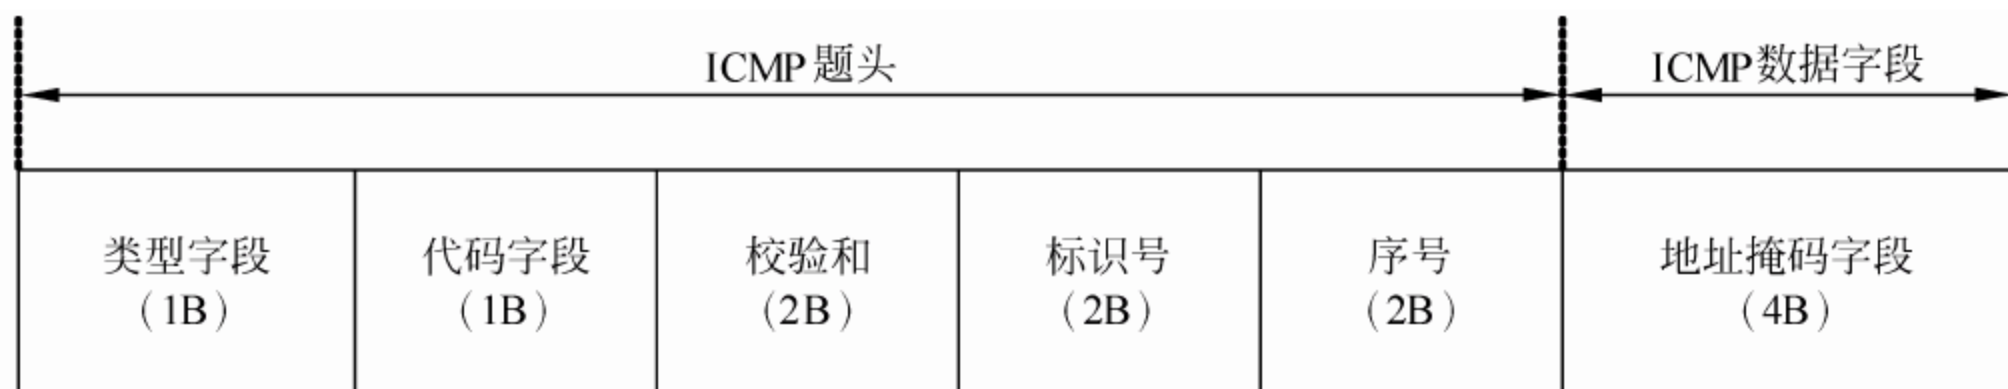 ICMP题头
ICMP数据字段
类型字段
（1B）
代码字段
（1B）
校验和
（2B）
标识号
（2B）
序号
（2B）
地址掩码字段
（4B）